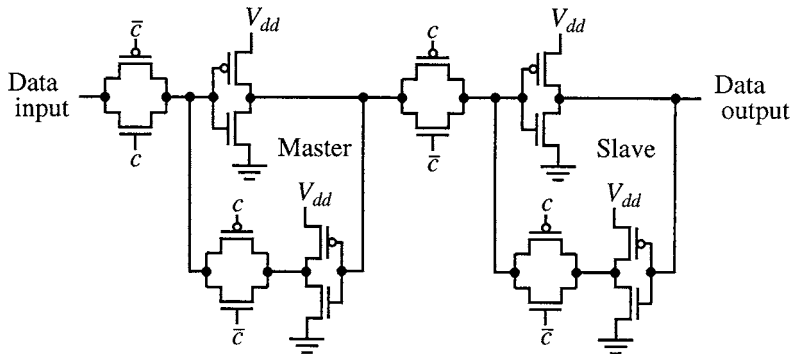 c̅
V_dd
c
V_dd
Data
input
Data
output
c
Master
c̅
Slave
c
V_dd
c
V_dd
c̅
c̅